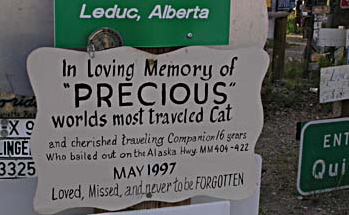 Leduc, Alberta
In Loving Memory of
"PRECIOUS"
worlds most traveled Cat
and cherished traveling Companion 16 years
Who bailed out on the Alaska Hwy. MM 404-422
MAY 1997
Loved, Missed, and never to be FORGOTTEN
ENT
Qui